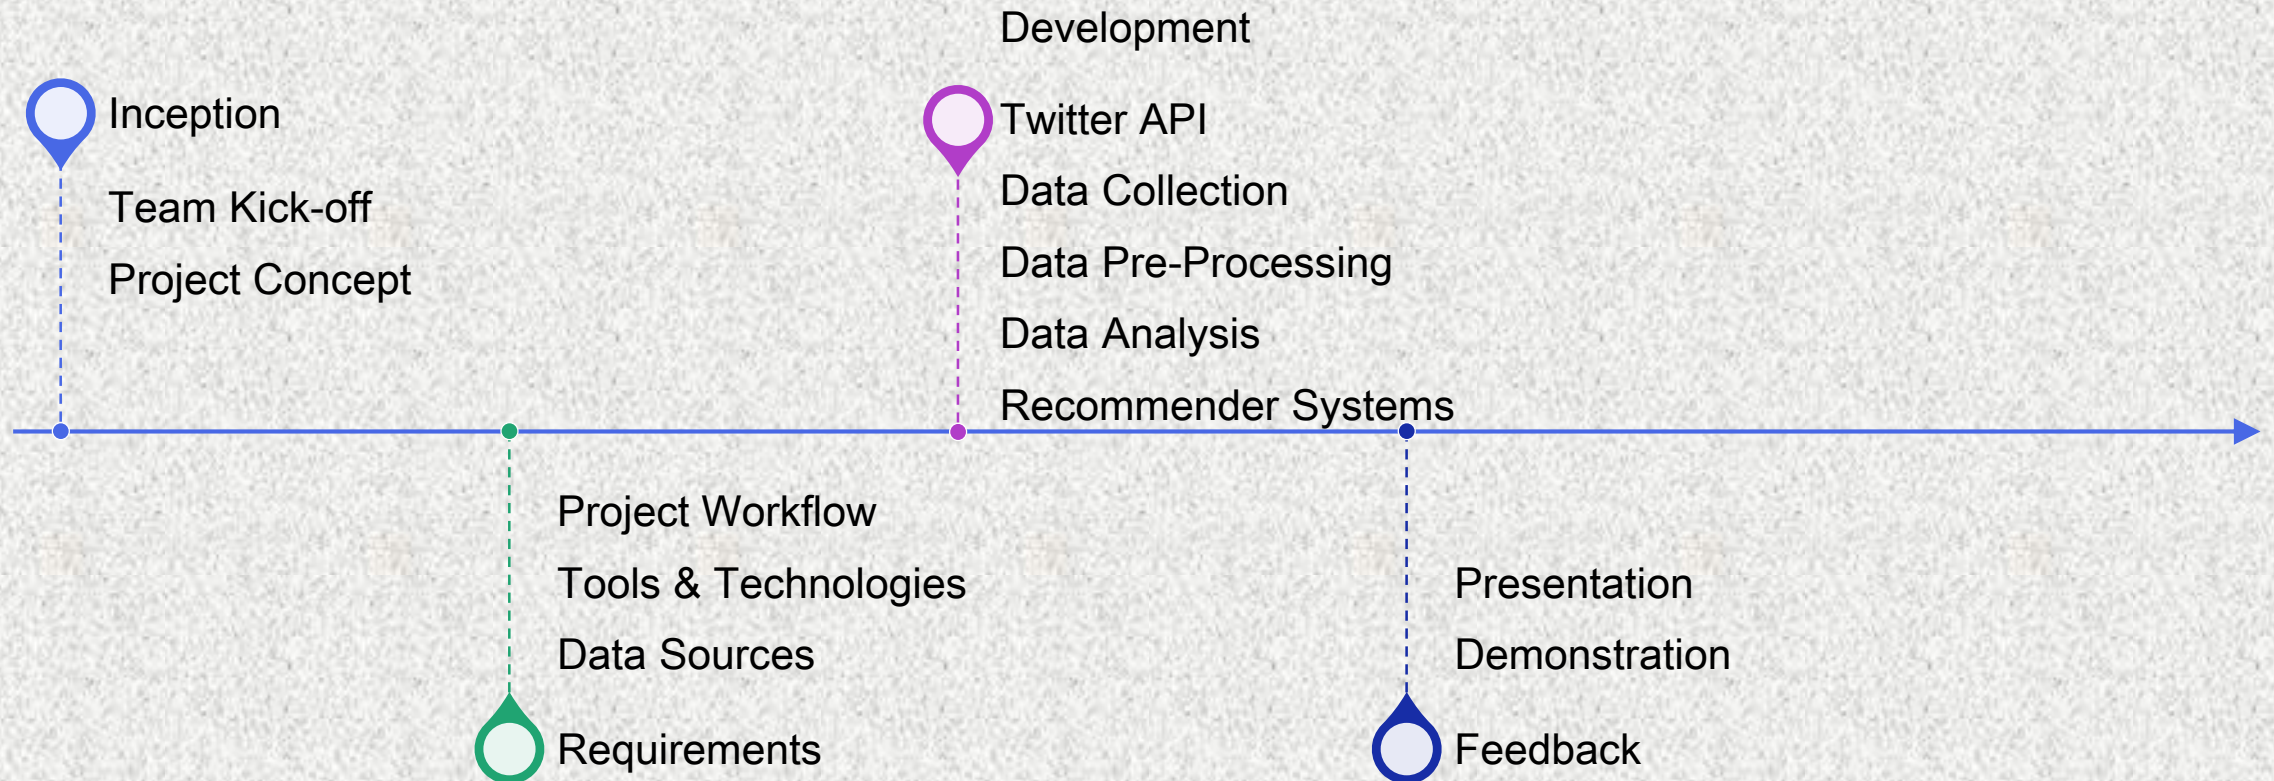 Inception
Team Kick-off
Project Concept
Project Workflow
Tools & Technologies
Data Sources
Requirements
Development
Twitter API
Data Collection
Data Pre-Processing
Data Analysis
Recommender Systems
Presentation
Demonstration
Feedback